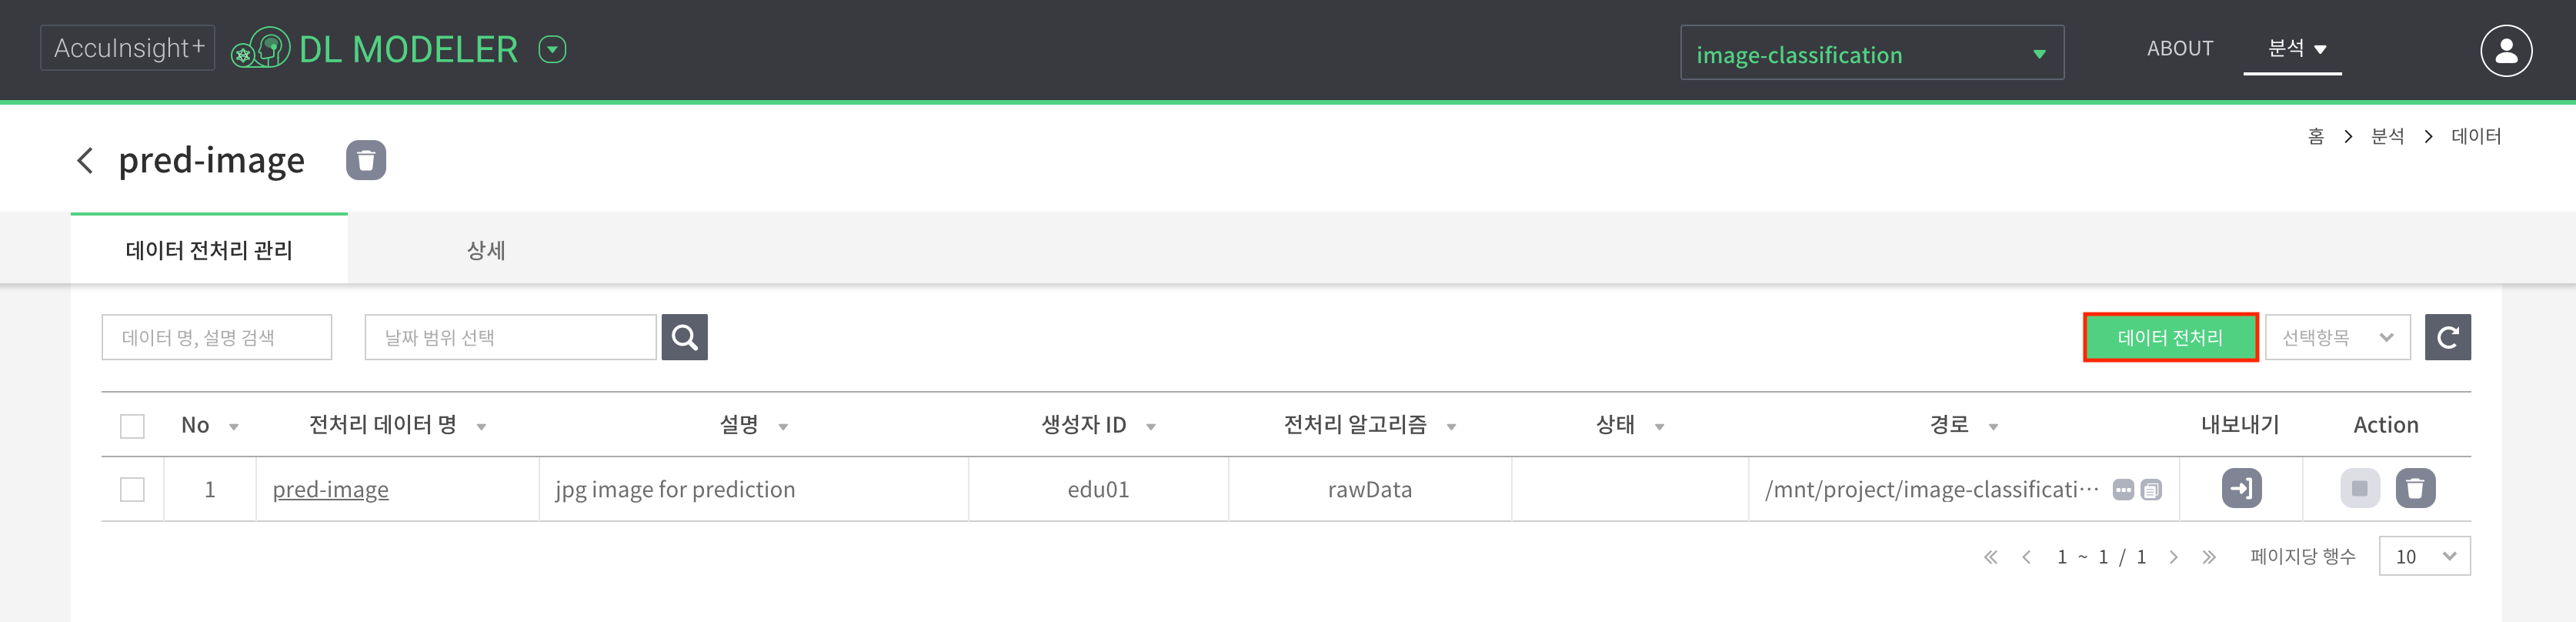 AccuInsight+ DL MODELER image-classification ABOUT 분석
홈 > 분석 > 데이터
pred-image
데이터 전처리 관리 상세
데이터 명, 설명 검색 날짜 범위 선택 데이터 전처리 선택항목
No 전처리 데이터 명 설명 생성자 ID 전처리 알고리즘 상태 경로 내보내기 Action
1 pred-image jpg image for prediction edu01 rawData /mnt/project/image-classificati···
1 ~ 1 / 1 페이지당 행수 10